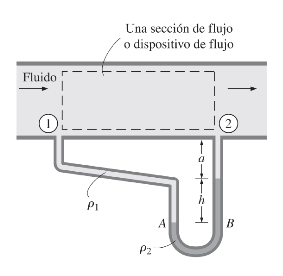 Una sección de flujo
o dispositivo de flujo
Fluido
1
2
a
h
ρ1
A
B
ρ2